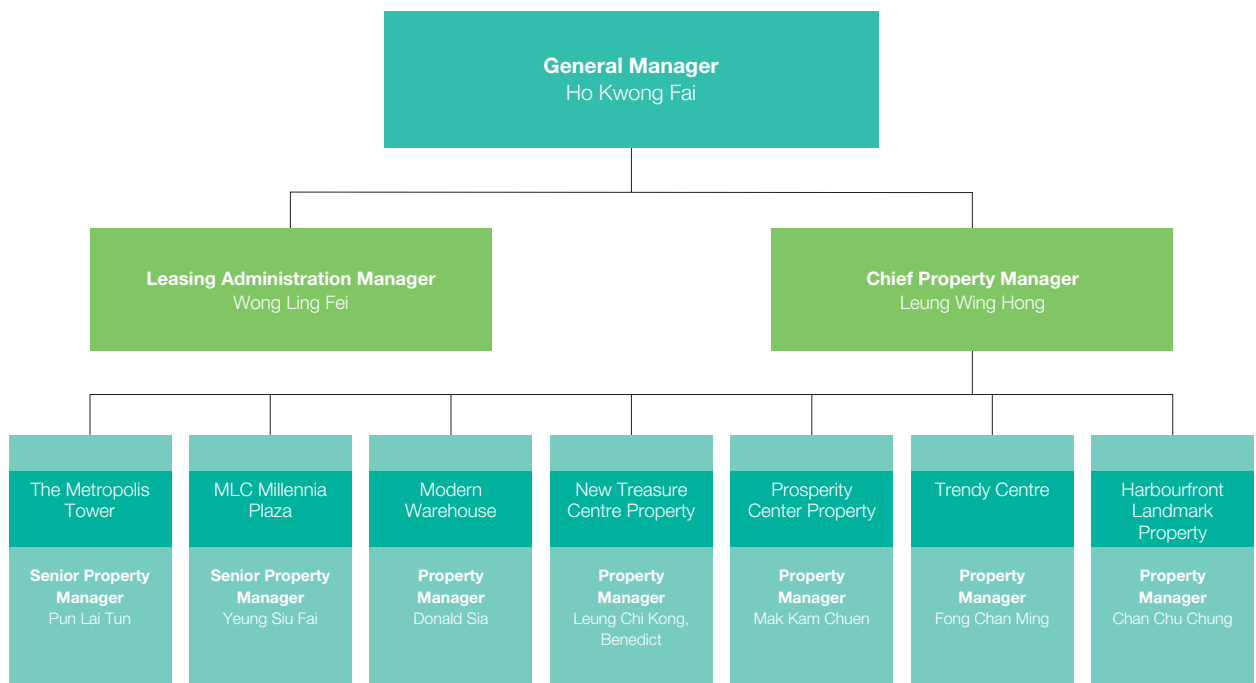 General Manager
Ho Kwong Fai
Leasing Administration Manager
Wong Ling Fei
Chief Property Manager
Leung Wing Hong
The Metropolis
Tower
Senior Property
Manager
Pun Lai Tun
MLC Millennia
Plaza
Senior Property
Manager
Yeung Siu Fai
Modern
Warehouse
Property
Manager
Donald Sia
New Treasure
Centre Property
Property
Manager
Leung Chi Kong,
Benedict
Prosperity
Center Property
Property
Manager
Mak Kam Chuen
Trendy Centre
Property
Manager
Fong Chan Ming
Harbourfront
Landmark
Property
Property
Manager
Chan Chu Chung